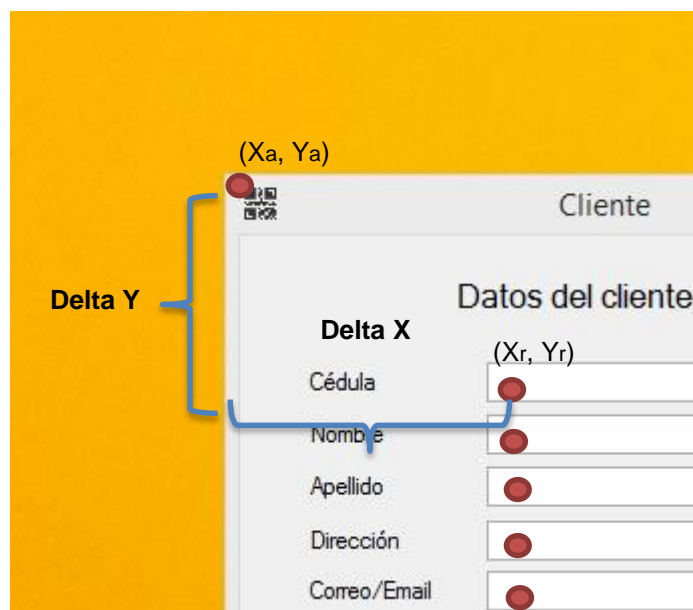 (Xa, Ya)
Cliente
Delta Y
Datos del cliente
Delta X
(Xr, Yr)
Cédula
Nombre
Apellido
Dirección
Correo/Email